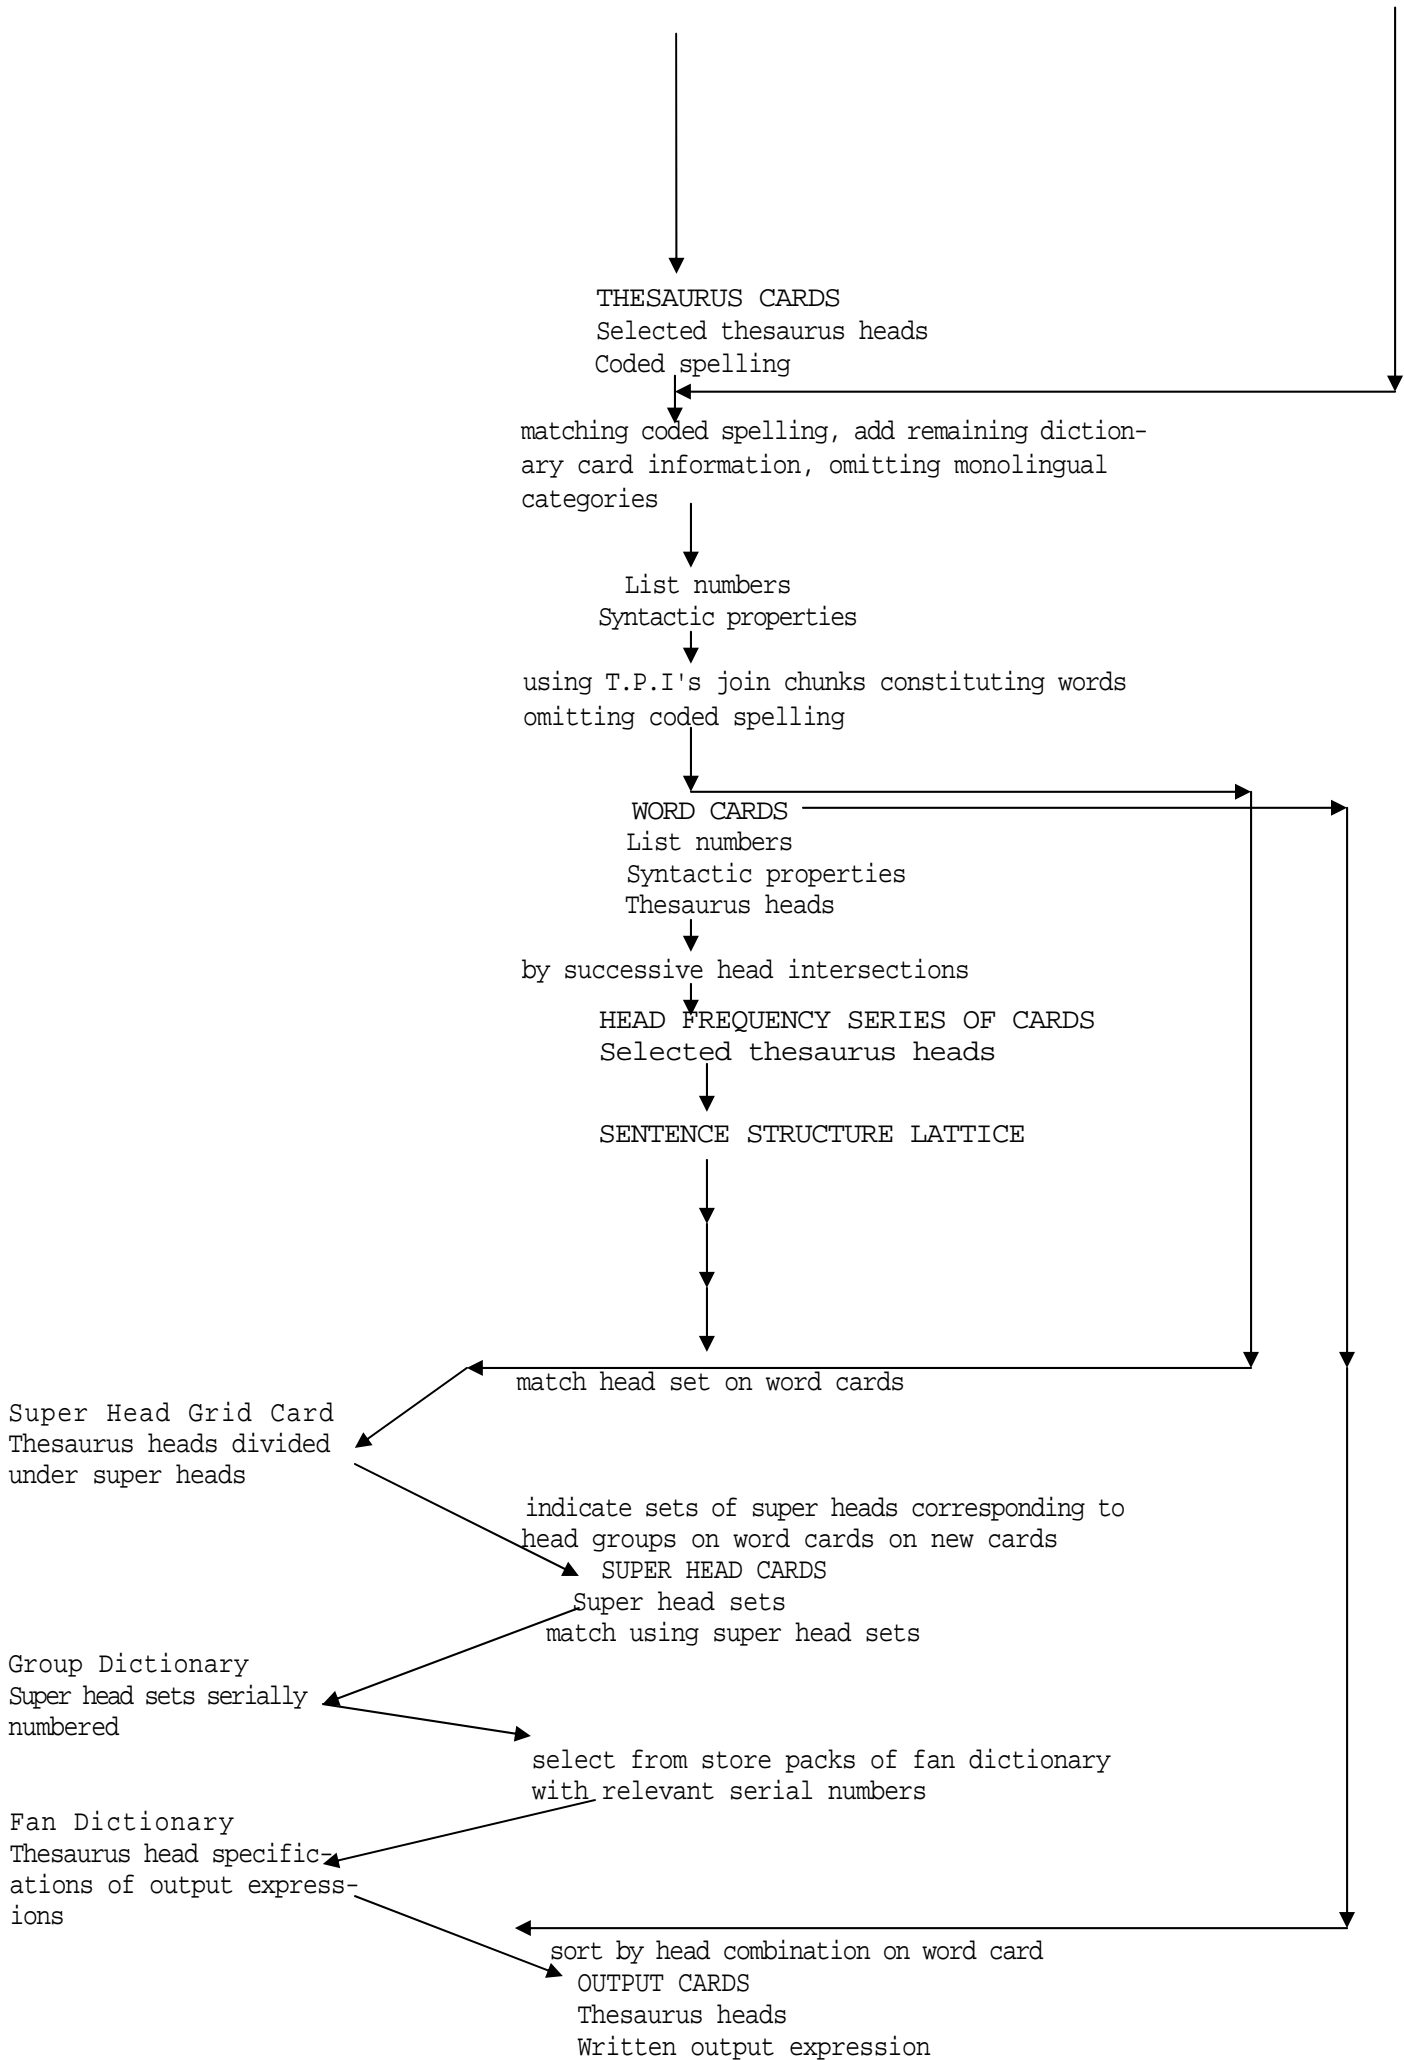 THESAURUS CARDS
Selected thesaurus heads
Coded spelling
matching coded spelling, add remaining diction-
ary card information, omitting monolingual
categories
List numbers
Syntactic properties
using T.P.I's join chunks constituting words
omitting coded spelling
WORD CARDS
List numbers
Syntactic properties
Thesaurus heads
by successive head intersections
HEAD FREQUENCY SERIES OF CARDS
Selected thesaurus heads
SENTENCE STRUCTURE LATTICE
match head set on word cards
Super Head Grid Card
Thesaurus heads divided
under super heads
indicate sets of super heads corresponding to
head groups on word cards on new cards
SUPER HEAD CARDS
Super head sets
match using super head sets
Group Dictionary
Super head sets serially
numbered
select from store packs of fan dictionary
with relevant serial numbers
Fan Dictionary
Thesaurus head specific-
ations of output express-
ions
sort by head combination on word card
OUTPUT CARDS
Thesaurus heads
Written output expression